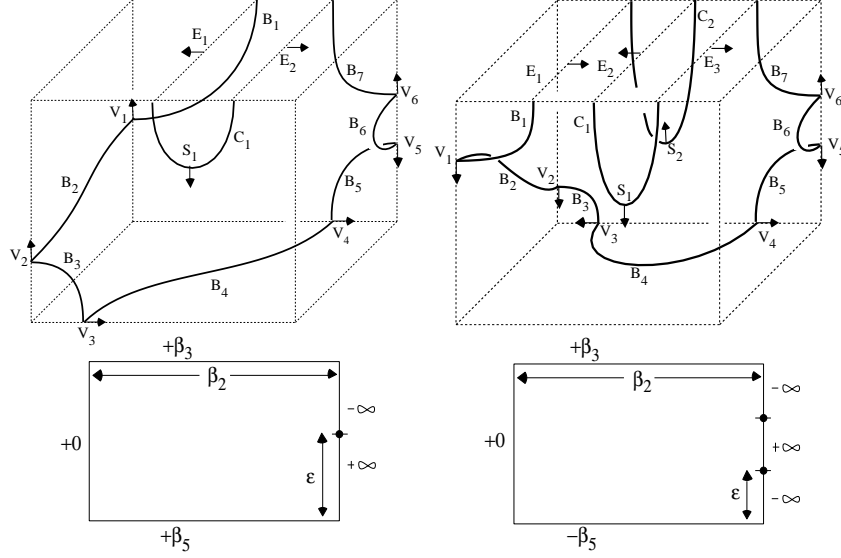 B1
E1
E2
B7
V6
V1
B6
V5
S1
C1
B2
B5
V2
B3
V4
B4
V3
C2
E1
E2
E3
B7
V6
B1
C1
B6
V5
S2
V1
B2
V2
S1
B5
B3
V3
V4
B4
+β3
β2
−∞
+0
+∞
ε
+β5
+β3
β2
−∞
+0
+∞
ε
−∞
−β5